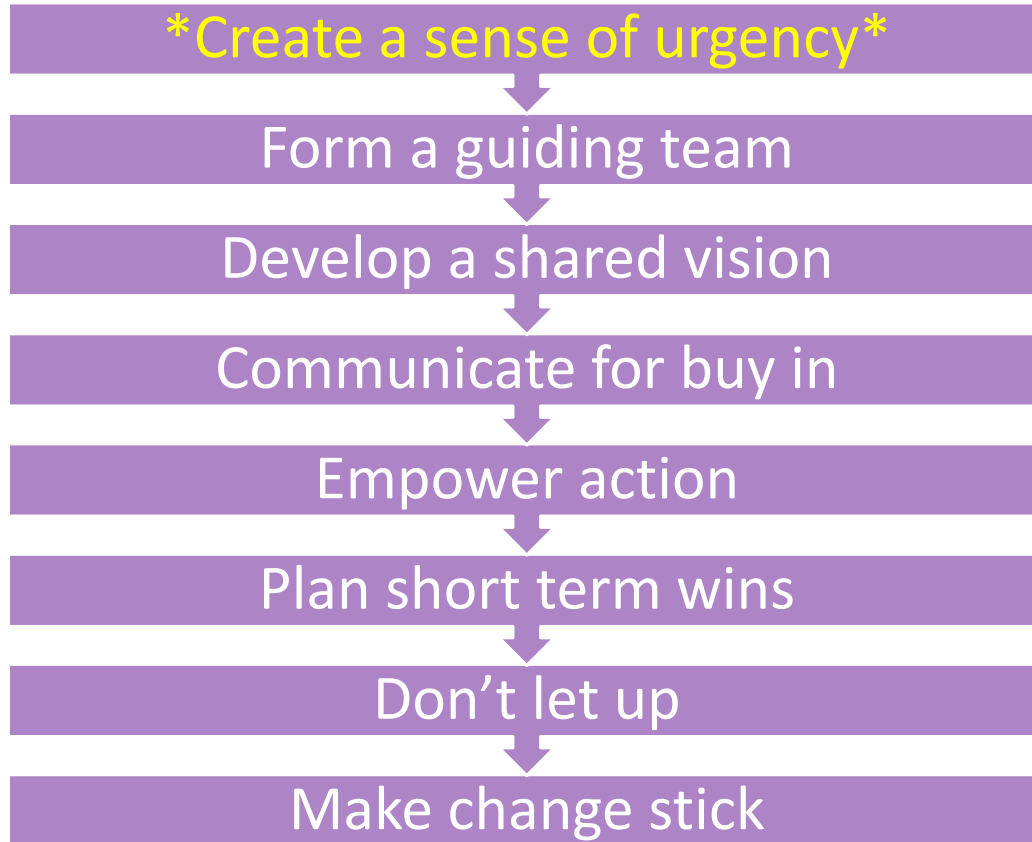 *Create a sense of urgency*
Form a guiding team
Develop a shared vision
Communicate for buy in
Empower action
Plan short term wins
Don’t let up
Make change stick